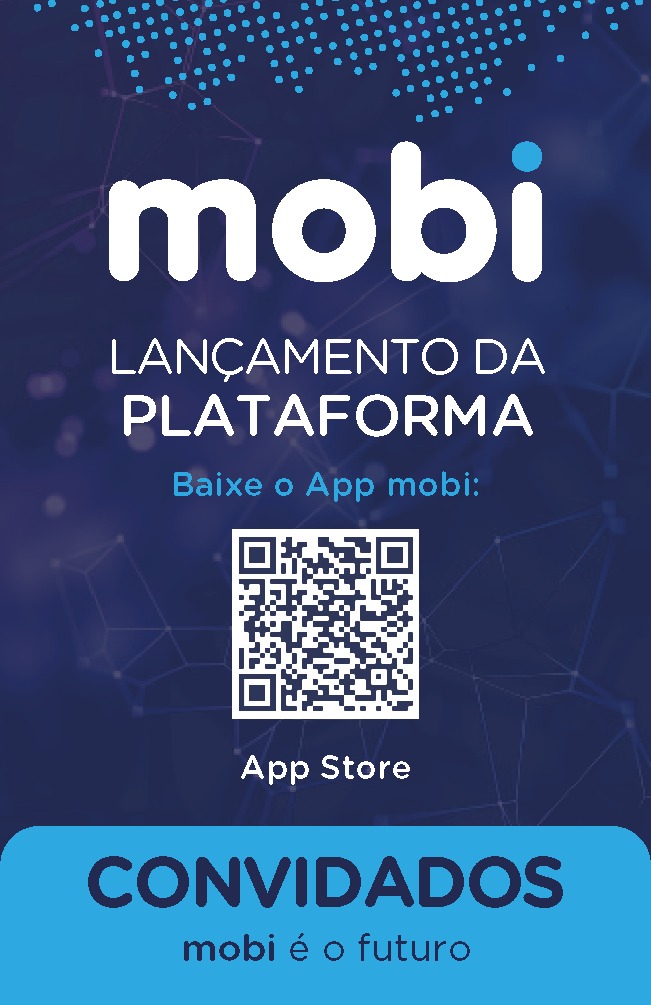 mobi
LANÇAMENTO DA
PLATAFORMA
Baixe o App mobi:
App Store
CONVIDADOS
mobi é o futuro